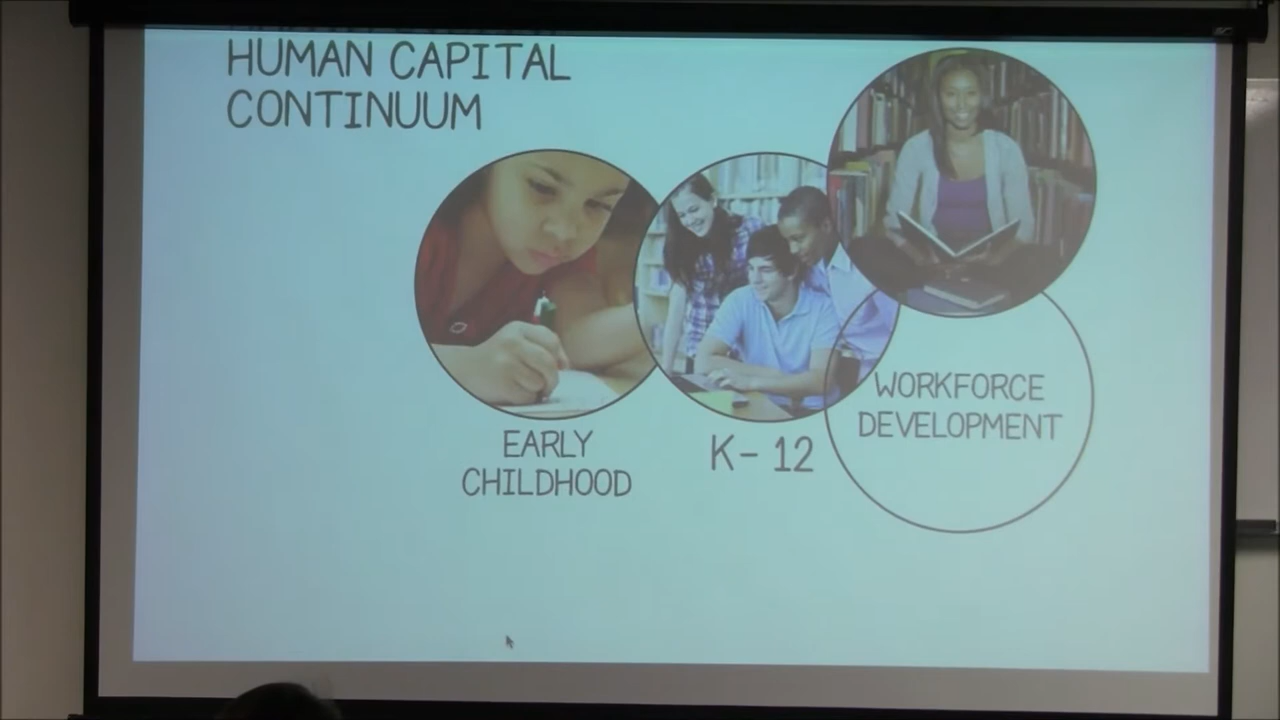 HUMAN CAPITAL
CONTINUUM
EARLY
CHILDHOOD
K- 12
WORKFORCE
DEVELOPMENT